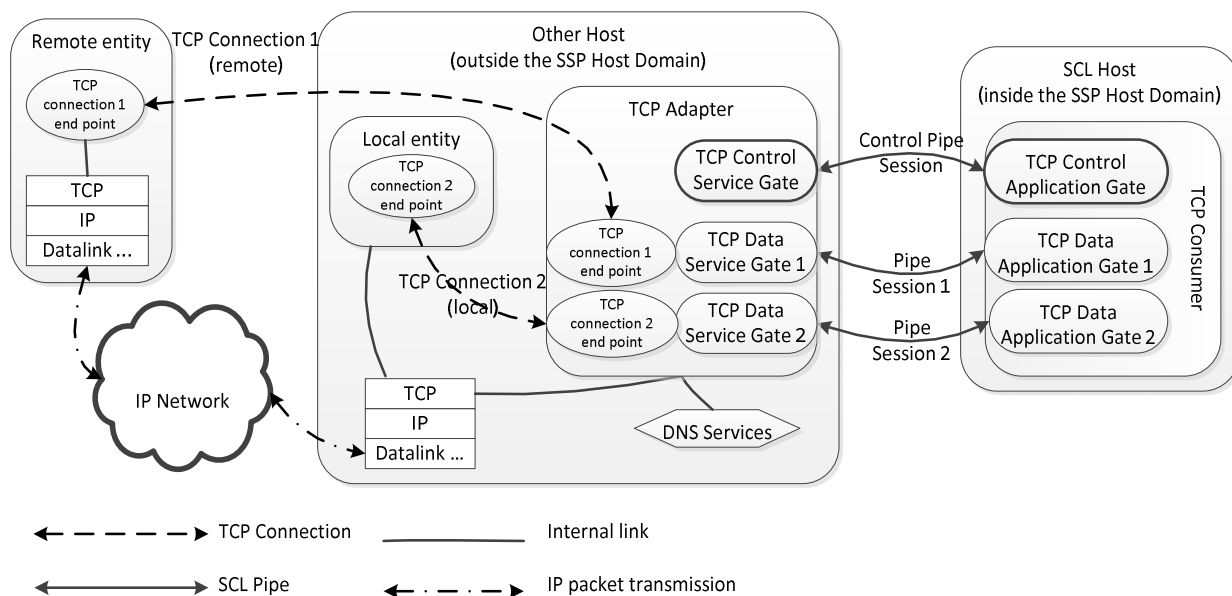 Remote entity
TCP
connection 1
end point
TCP
IP
Datalink ...
TCP Connection 1
(remote)
IP Network
Other Host
(outside the SSP Host Domain)
Local entity
TCP
connection 2
end point
TCP Connection 2
(local)
TCP
IP
Datalink ...
TCP Adapter
TCP Control
Service Gate
TCP
connection 1
end point
TCP Data
Service Gate 1
TCP
connection 2
end point
TCP Data
Service Gate 2
DNS Services
Control Pipe
Session
Pipe
Session 1
Pipe
Session 2
SCL Host
(inside the SSP Host Domain)
TCP Control
Application Gate
TCP Data
Application Gate 1
TCP Data
Application Gate 2
TCP Consumer
TCP Connection
Internal link
SCL Pipe
IP packet transmission